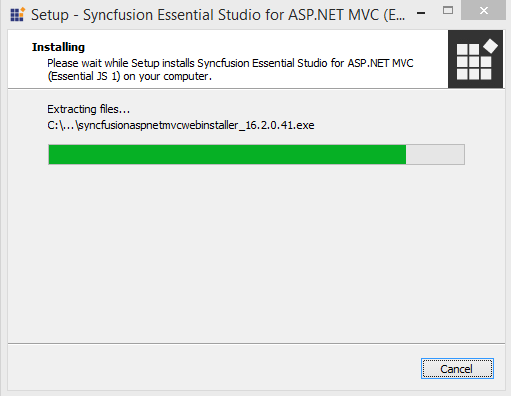 Setup - Syncfusion Essential Studio for ASP.NET MVC (E...
Installing
Please wait while Setup installs Syncfusion Essential Studio for ASP.NET MVC
(Essential JS 1) on your computer.
Extracting files...
C:\...\syncfusionaspnetmvcwebinstaller_16.2.0.41.exe
Cancel